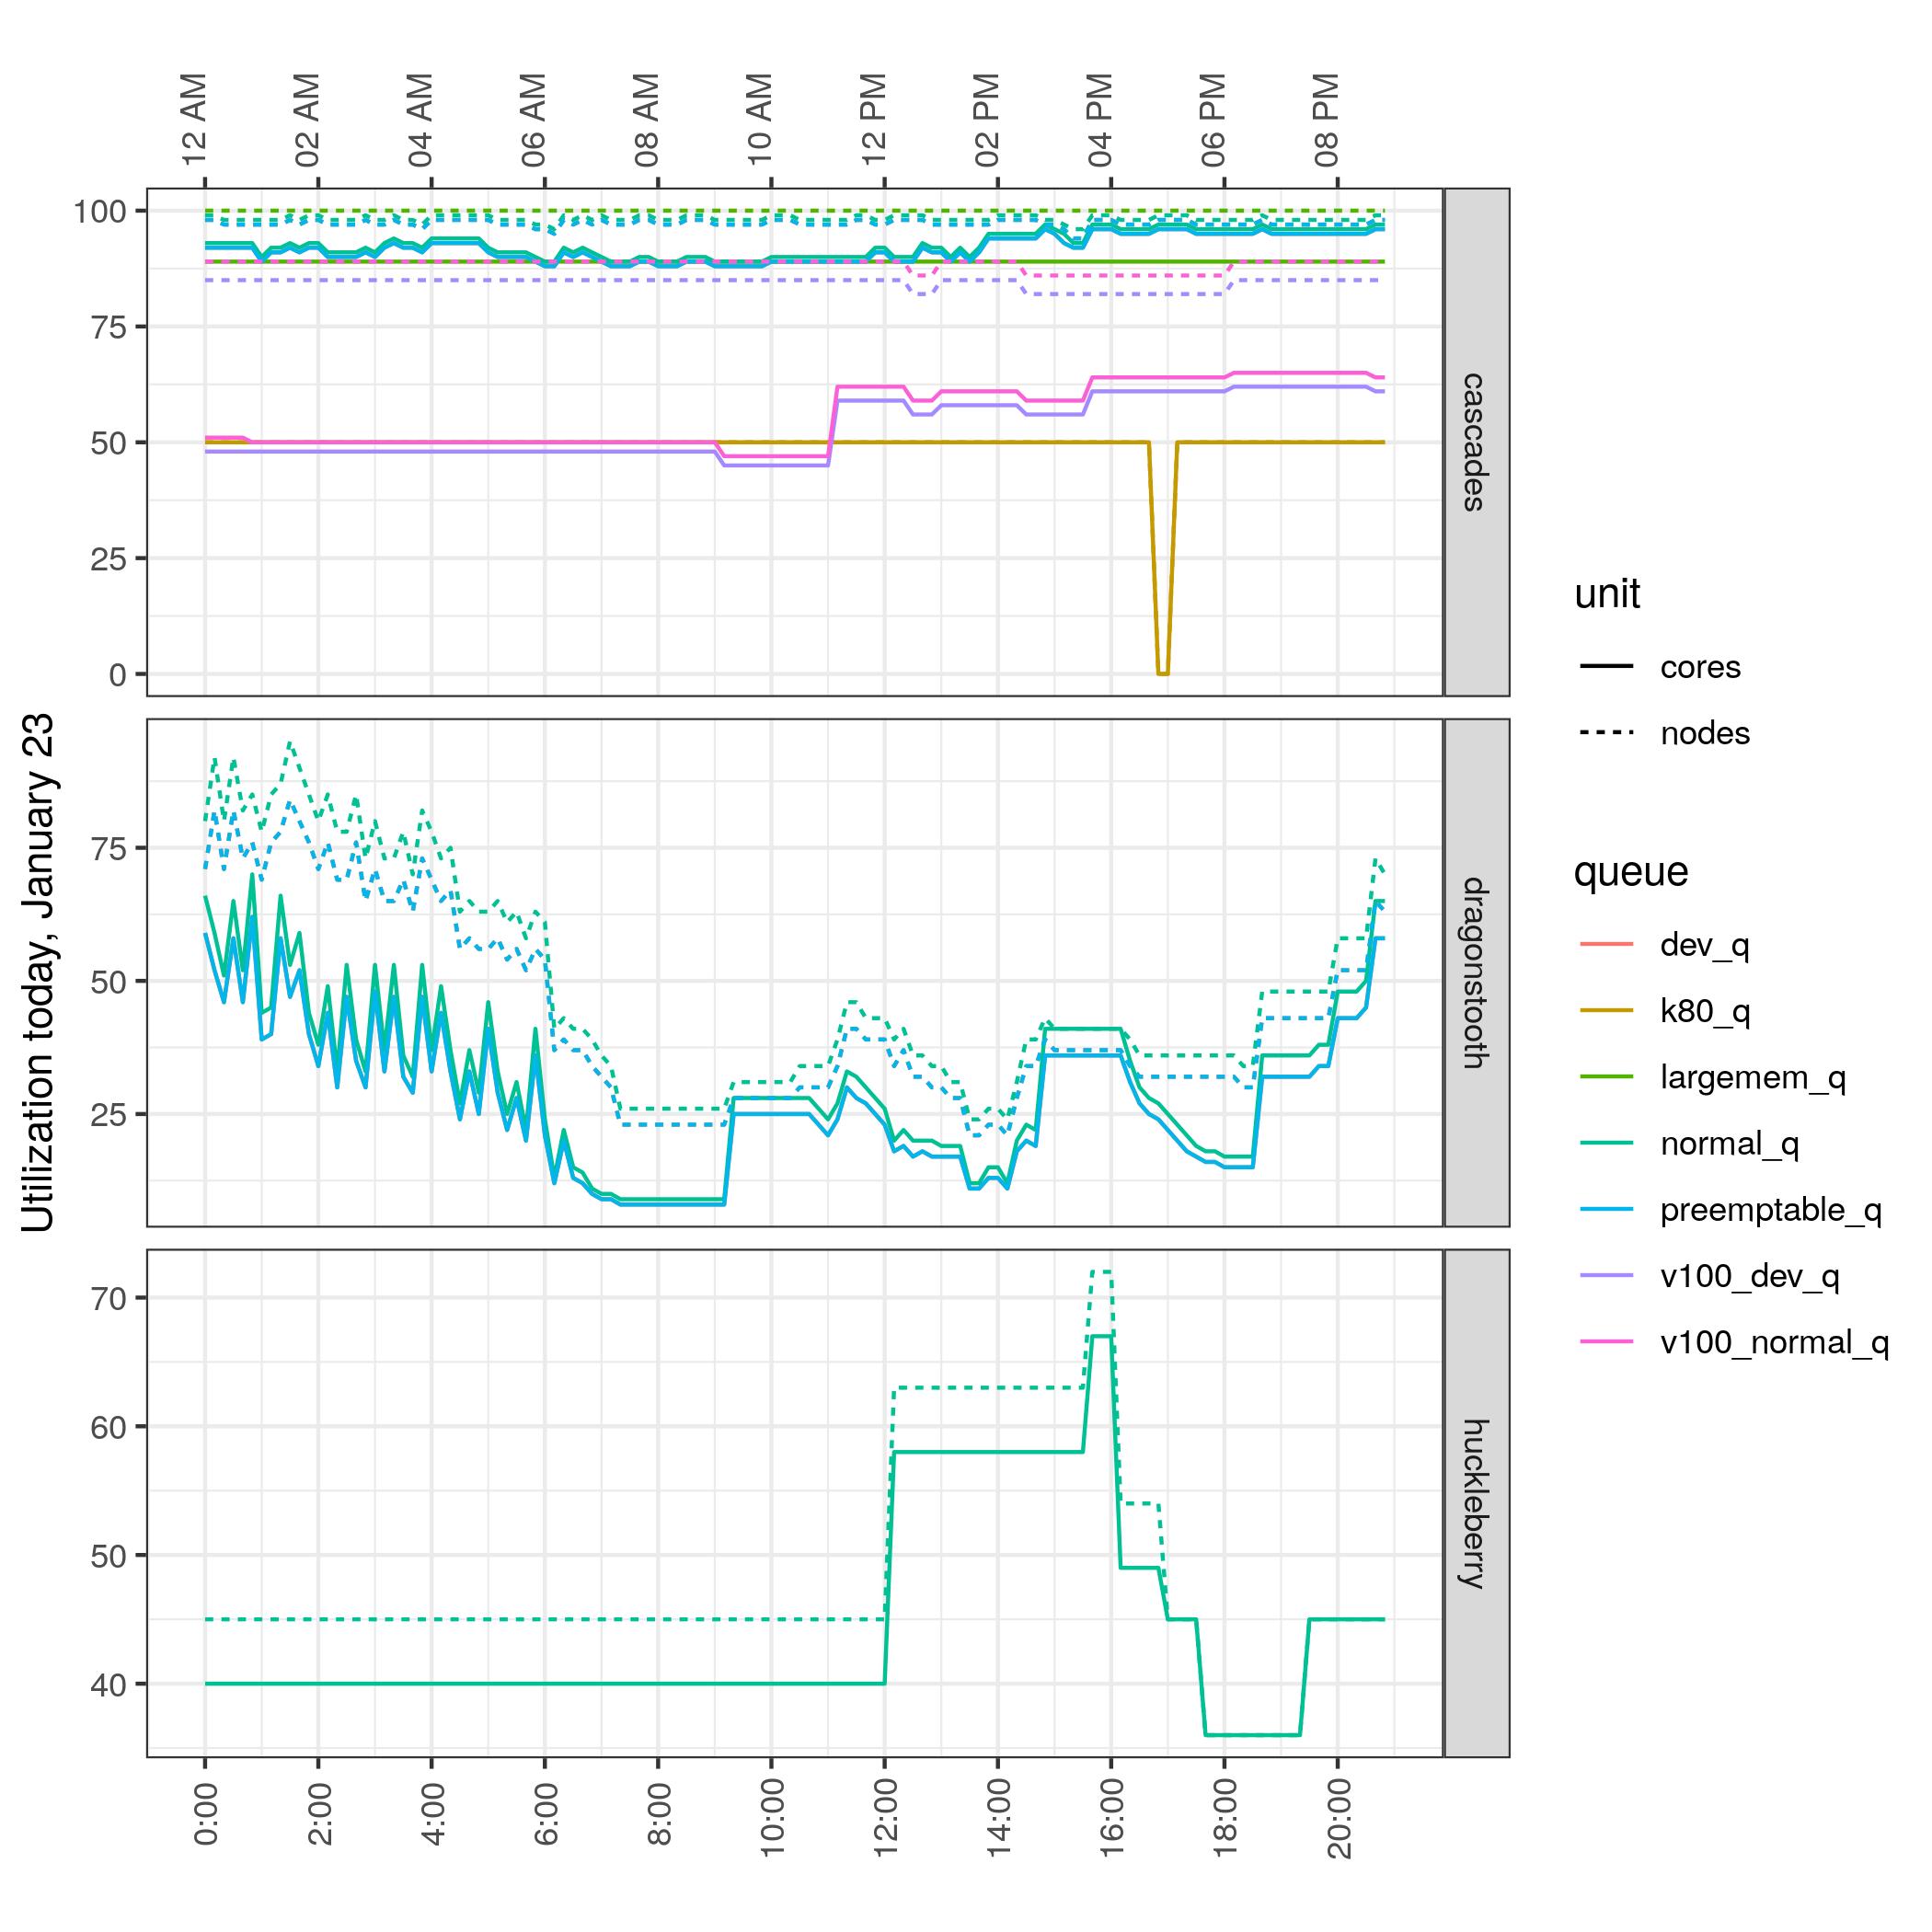 12 AM
02 AM
04 AM
06 AM
08 AM
10 AM
12 PM
02 PM
04 PM
06 PM
08 PM
Utilization today, January 23
100
75
50
25
0
cascades
75
50
25
dragonstooth
70
60
50
40
huckleberry
0:00
2:00
4:00
6:00
8:00
10:00
12:00
14:00
16:00
18:00
20:00
unit
cores
nodes
queue
dev_q
k80_q
largemem_q
normal_q
preemptable_q
v100_dev_q
v100_normal_q